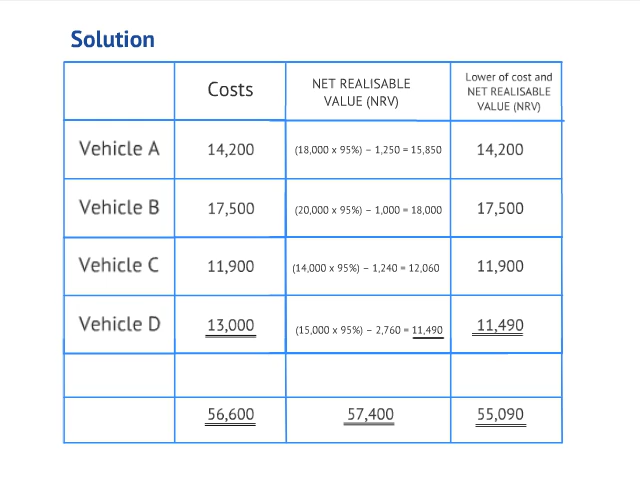 Solution
Costs
NET REALISABLE
VALUE (NRV)
Lower of cost and
NET REALISABLE
VALUE (NRV)
Vehicle A 14,200 (18,000 x 95%) – 1,250 = 15,850 14,200
Vehicle B 17,500 (20,000 x 95%) – 1,000 = 18,000 17,500
Vehicle C 11,900 (14,000 x 95%) – 1,240 = 12,060 11,900
Vehicle D 13,000 (15,000 x 95%) – 2,760 = 11,490 11,490
56,600 57,400 55,090